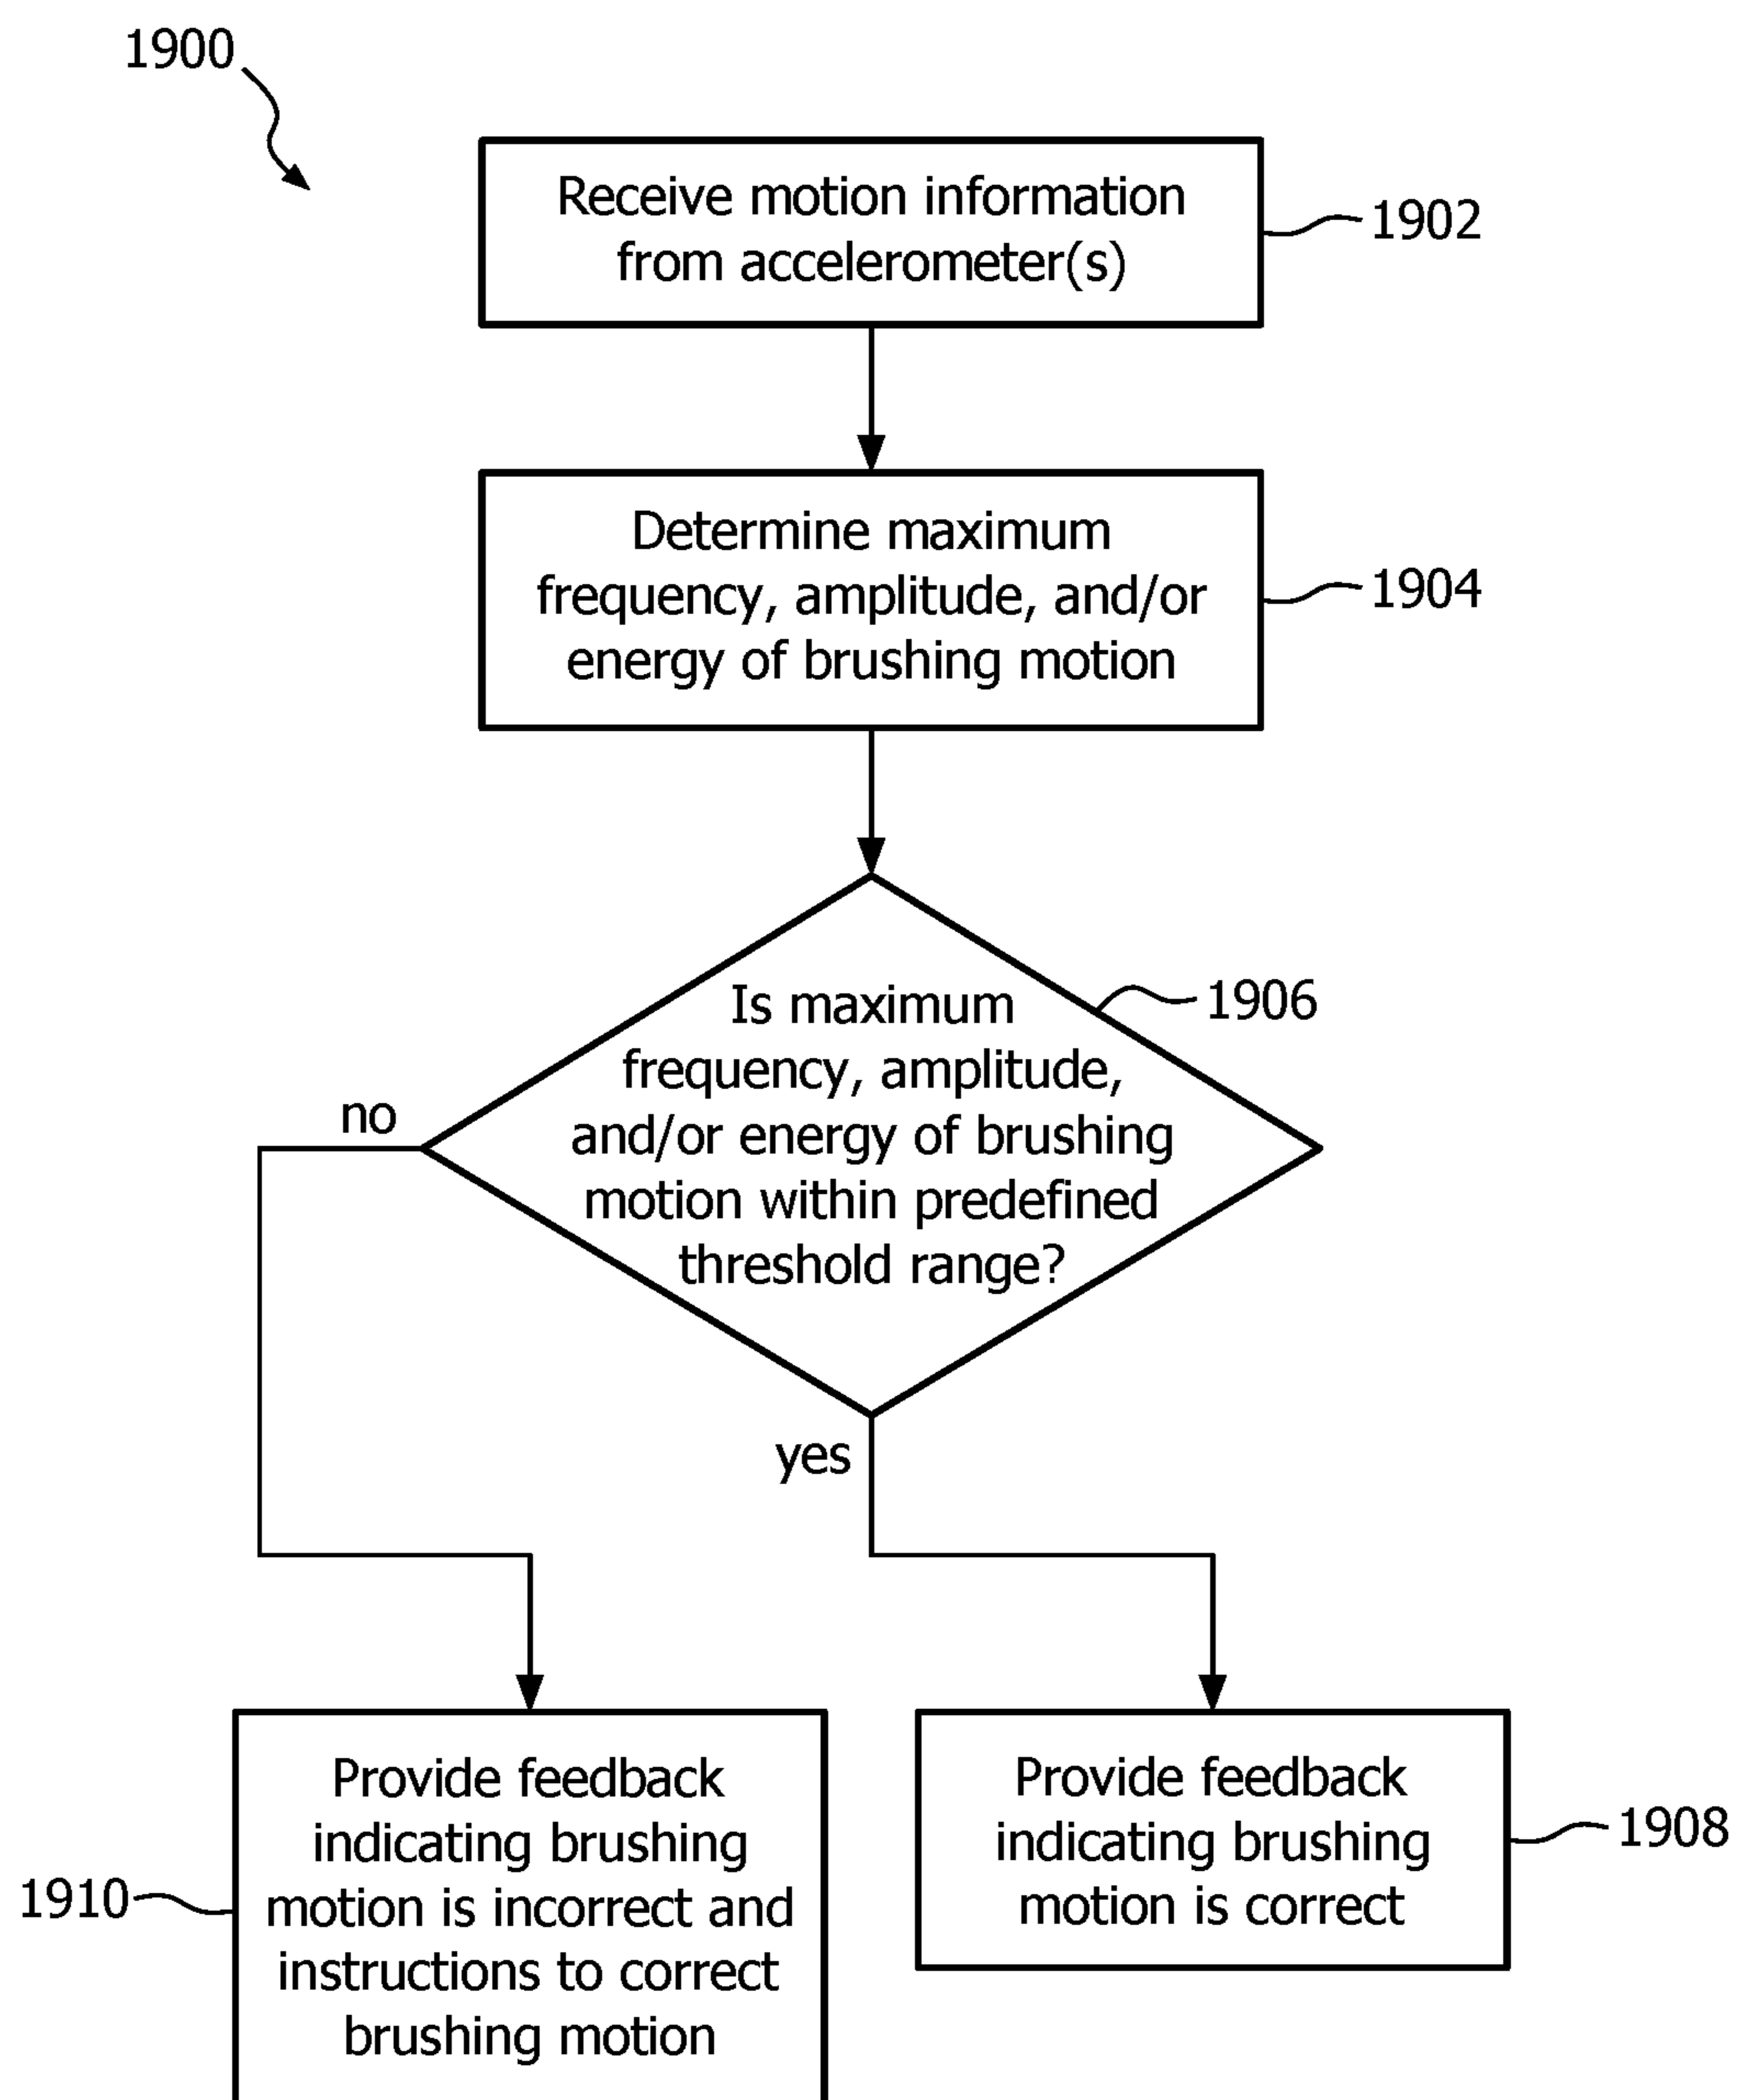 1900
Receive motion information
from accelerometer(s)
1902
Determine maximum
frequency, amplitude, and/or
energy of brushing motion
1904
Is maximum
frequency, amplitude,
and/or energy of brushing
motion within predefined
threshold range?
1906
no
yes
Provide feedback
indicating brushing
motion is incorrect and
instructions to correct
brushing motion
1910
Provide feedback
indicating brushing
motion is correct
1908